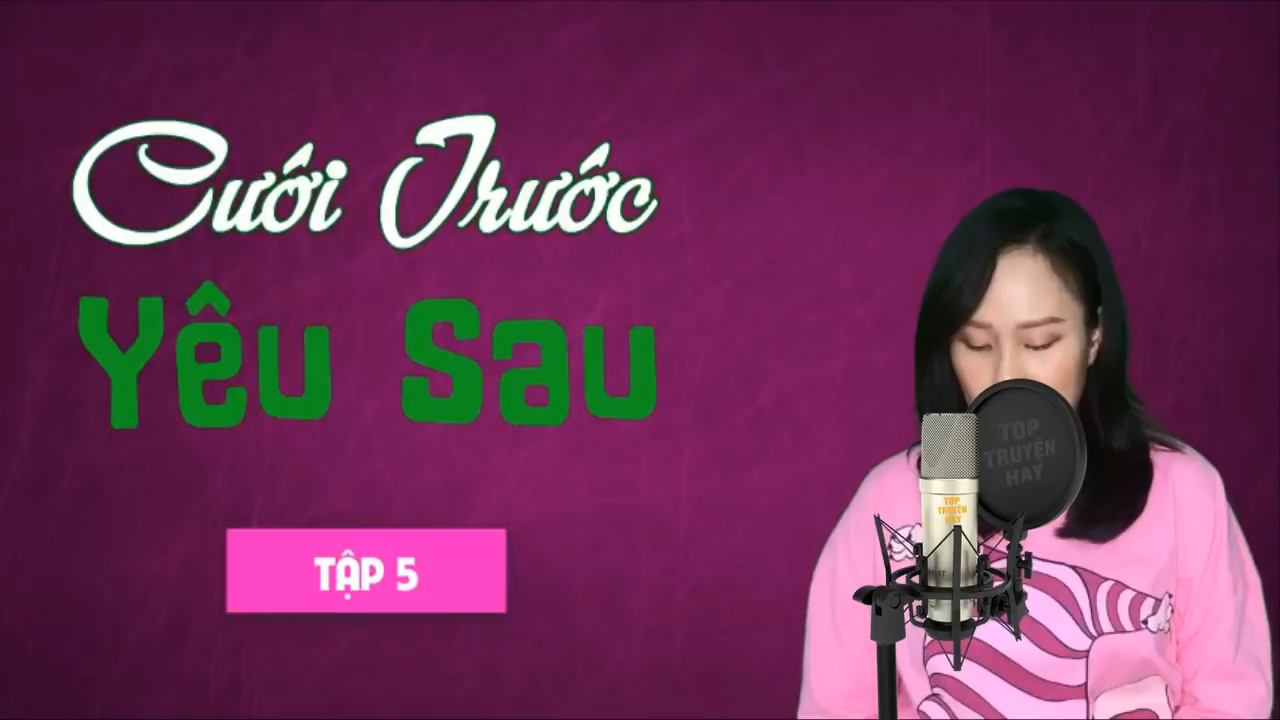 Cưới Trước
Yêu Sau
TẬP 5
TOP
TRUYỆN
HAY
TOP
TRUYỆN
HAY